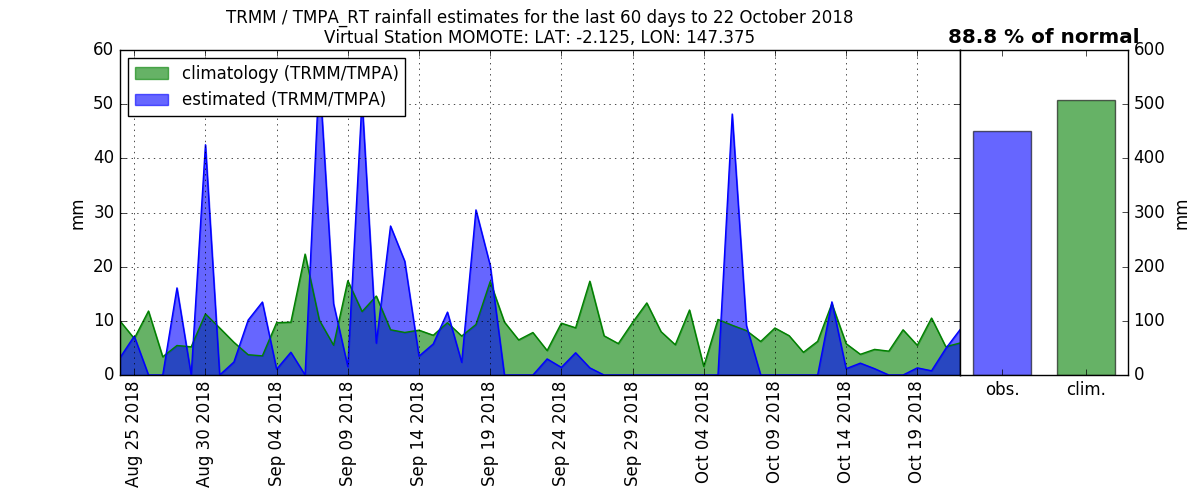 TRMM / TMPA_RT rainfall estimates for the last 60 days to 22 October 2018
Virtual Station MOMOTE: LAT: -2.125, LON: 147.375
88.8 % of normal
climatology (TRMM/TMPA)
estimated (TRMM/TMPA)
60
50
40
30
20
10
0
mm
Aug 25 2018
Aug 30 2018
Sep 04 2018
Sep 09 2018
Sep 14 2018
Sep 19 2018
Sep 24 2018
Sep 29 2018
Oct 04 2018
Oct 09 2018
Oct 14 2018
Oct 19 2018
600
500
400
300
200
100
0
mm
obs.
clim.